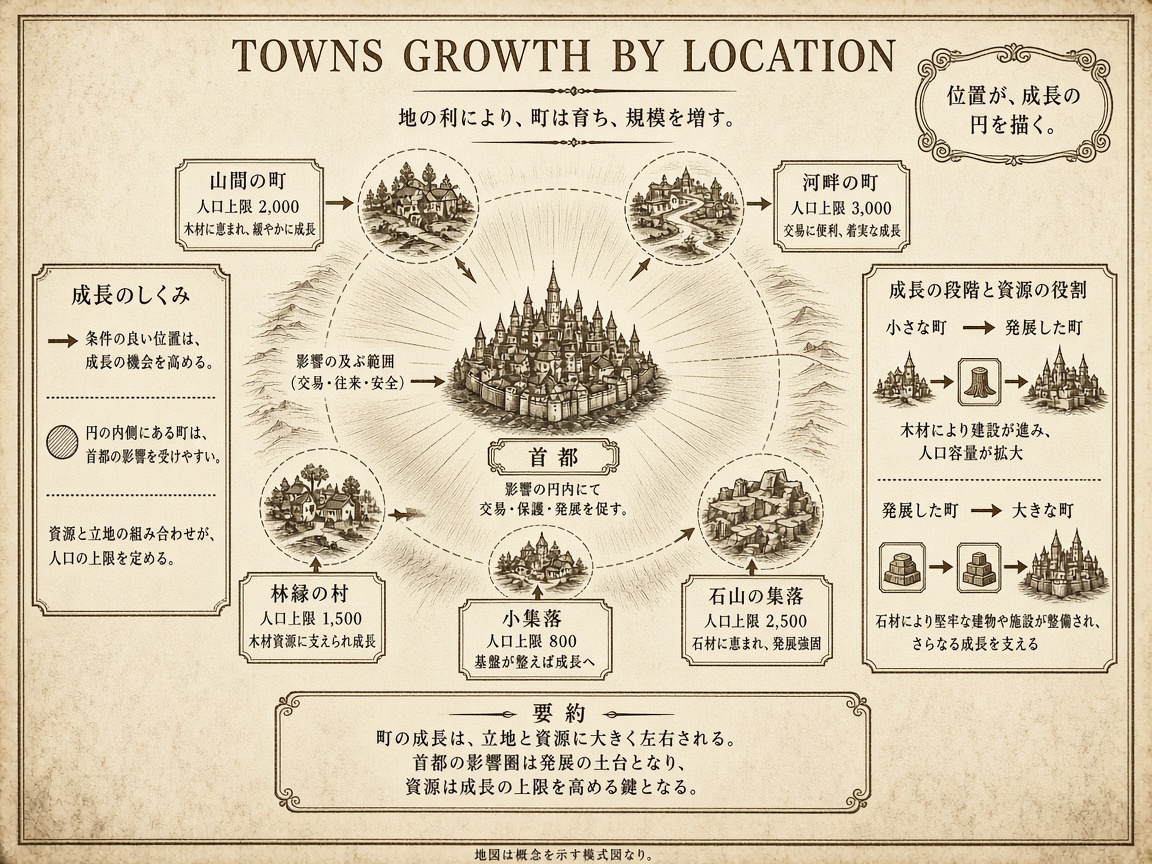 TOWNS GROWTH BY LOCATION
地の利により、町は育ち、規模を増す。
位置が、成長の
円を描く。
山間の町
人口上限 2,000
木材に恵まれ、緩やかに成長
河畔の町
人口上限 3,000
交易に便利、着実な成長
成長のしくみ
条件の良い位置は、
成長の機会を高める。
円の内側にある町は、
首都の影響を受けやすい。
資源と立地の組み合わせが、
人口の上限を定める。
影響の及ぶ範囲
（交易・往来・安全）
首都
影響の円内にて
交易・保護・発展を促す。
林縁の村
人口上限 1,500
木材資源に支えられ成長
小集落
人口上限 800
基盤が整えば成長へ
石山の集落
人口上限 2,500
石材に恵まれ、発展強固
成長の段階と資源の役割
小さな町 → 発展した町
木材により建設が進み、
人口容量が拡大
発展した町 → 大きな町
石材により堅牢な建物や施設が整備され、
さらなる成長を支える
要約
町の成長は、立地と資源に大きく左右される。
首都の影響圏は発展の土台となり、
資源は成長の上限を高める鍵となる。
地図は概念を示す模式図なり。